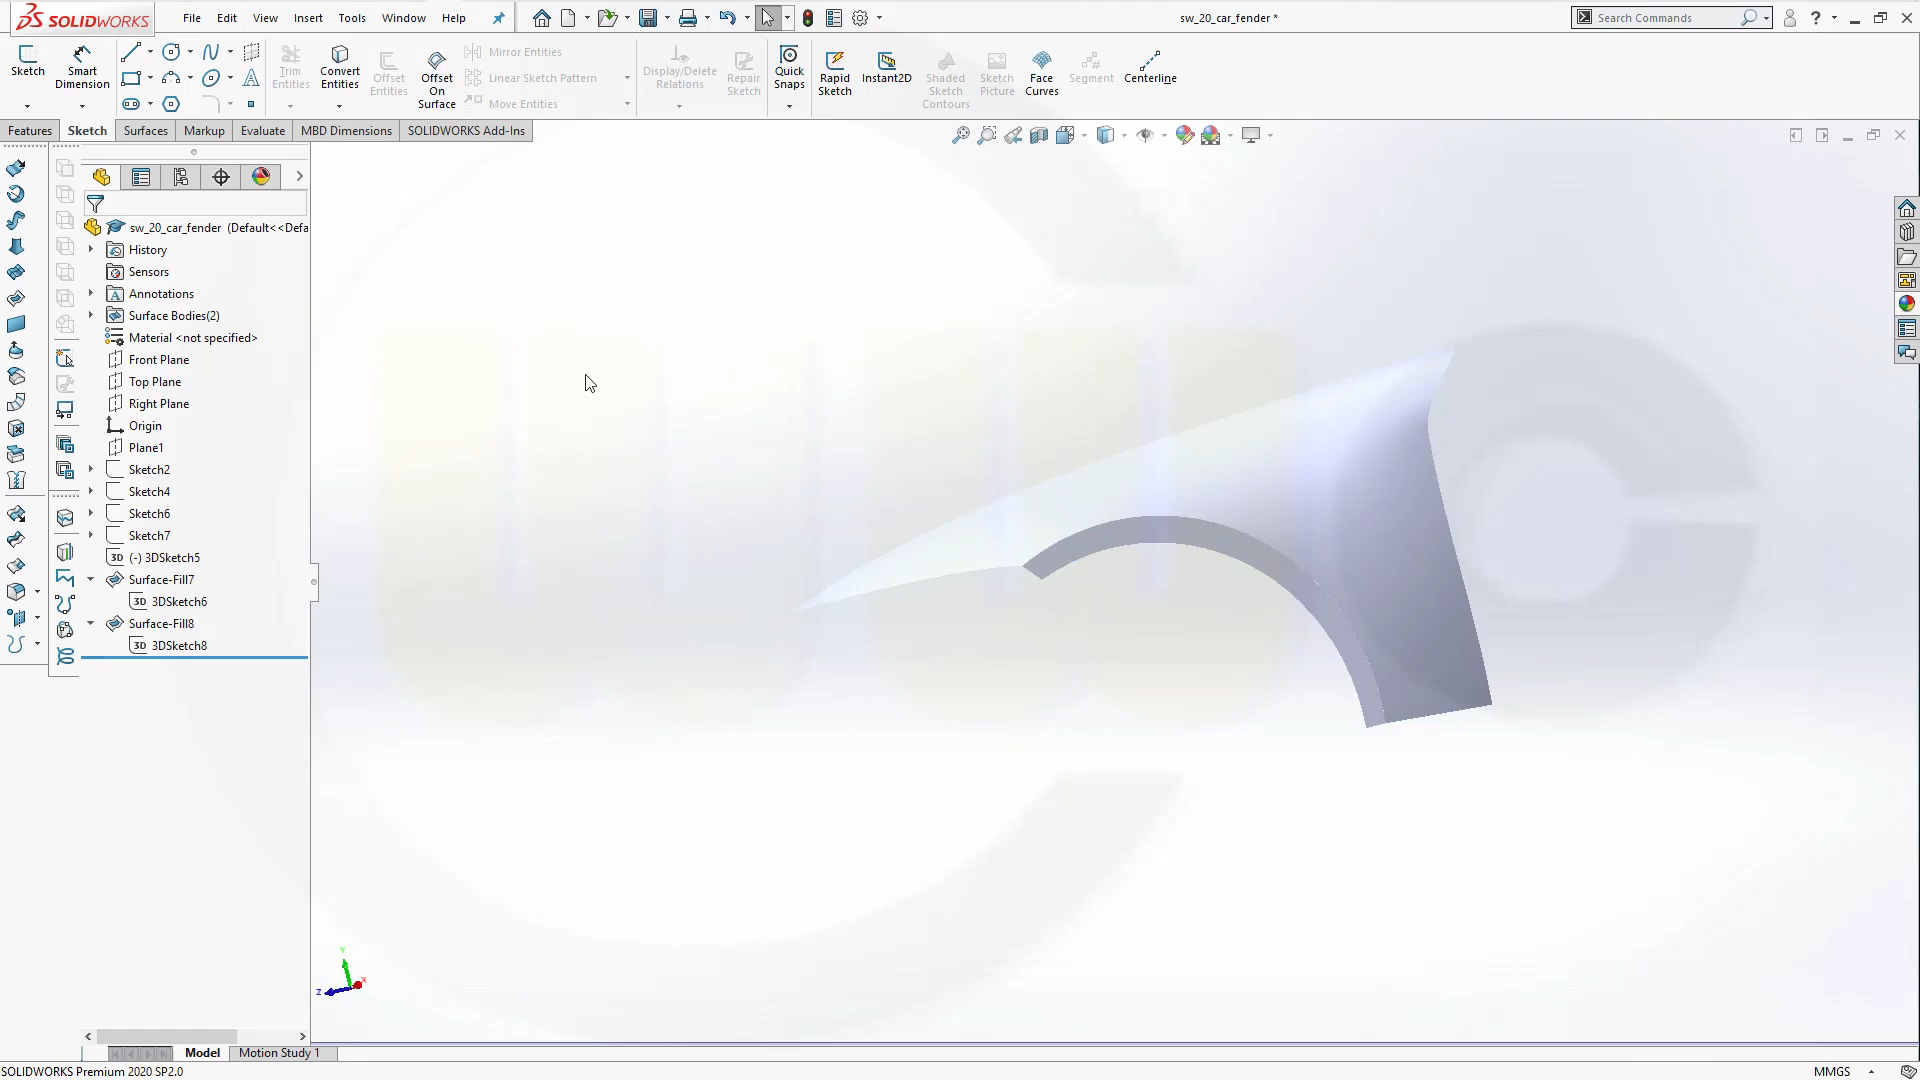 SOLIDWORKS File Edit View Insert Tools Window Help sw_20_car_fender * Search Commands ?
Sketch Smart Dimension Trim Entities Convert Entities Offset Entities Offset On Surface Mirror Entities Linear Sketch Pattern Move Entities Display/Delete Relations Repair Sketch Quick Snaps Rapid Sketch Instant2D Shaded Sketch Contours Sketch Picture Face Curves Segment Centerline
Features Sketch Surfaces Markup Evaluate MBD Dimensions SOLIDWORKS Add-Ins
sw_20_car_fender (Default<<Defa
History
Sensors
Annotations
Surface Bodies(2)
Material <not specified>
Front Plane
Top Plane
Right Plane
Origin
Plane1
Sketch2
Sketch4
Sketch6
Sketch7
3D (-) 3DSketch5
Surface-Fill7
3D 3DSketch6
Surface-Fill8
3D 3DSketch8
Y
X
Z
Model Motion Study 1
SOLIDWORKS Premium 2020 SP2.0 MMGS